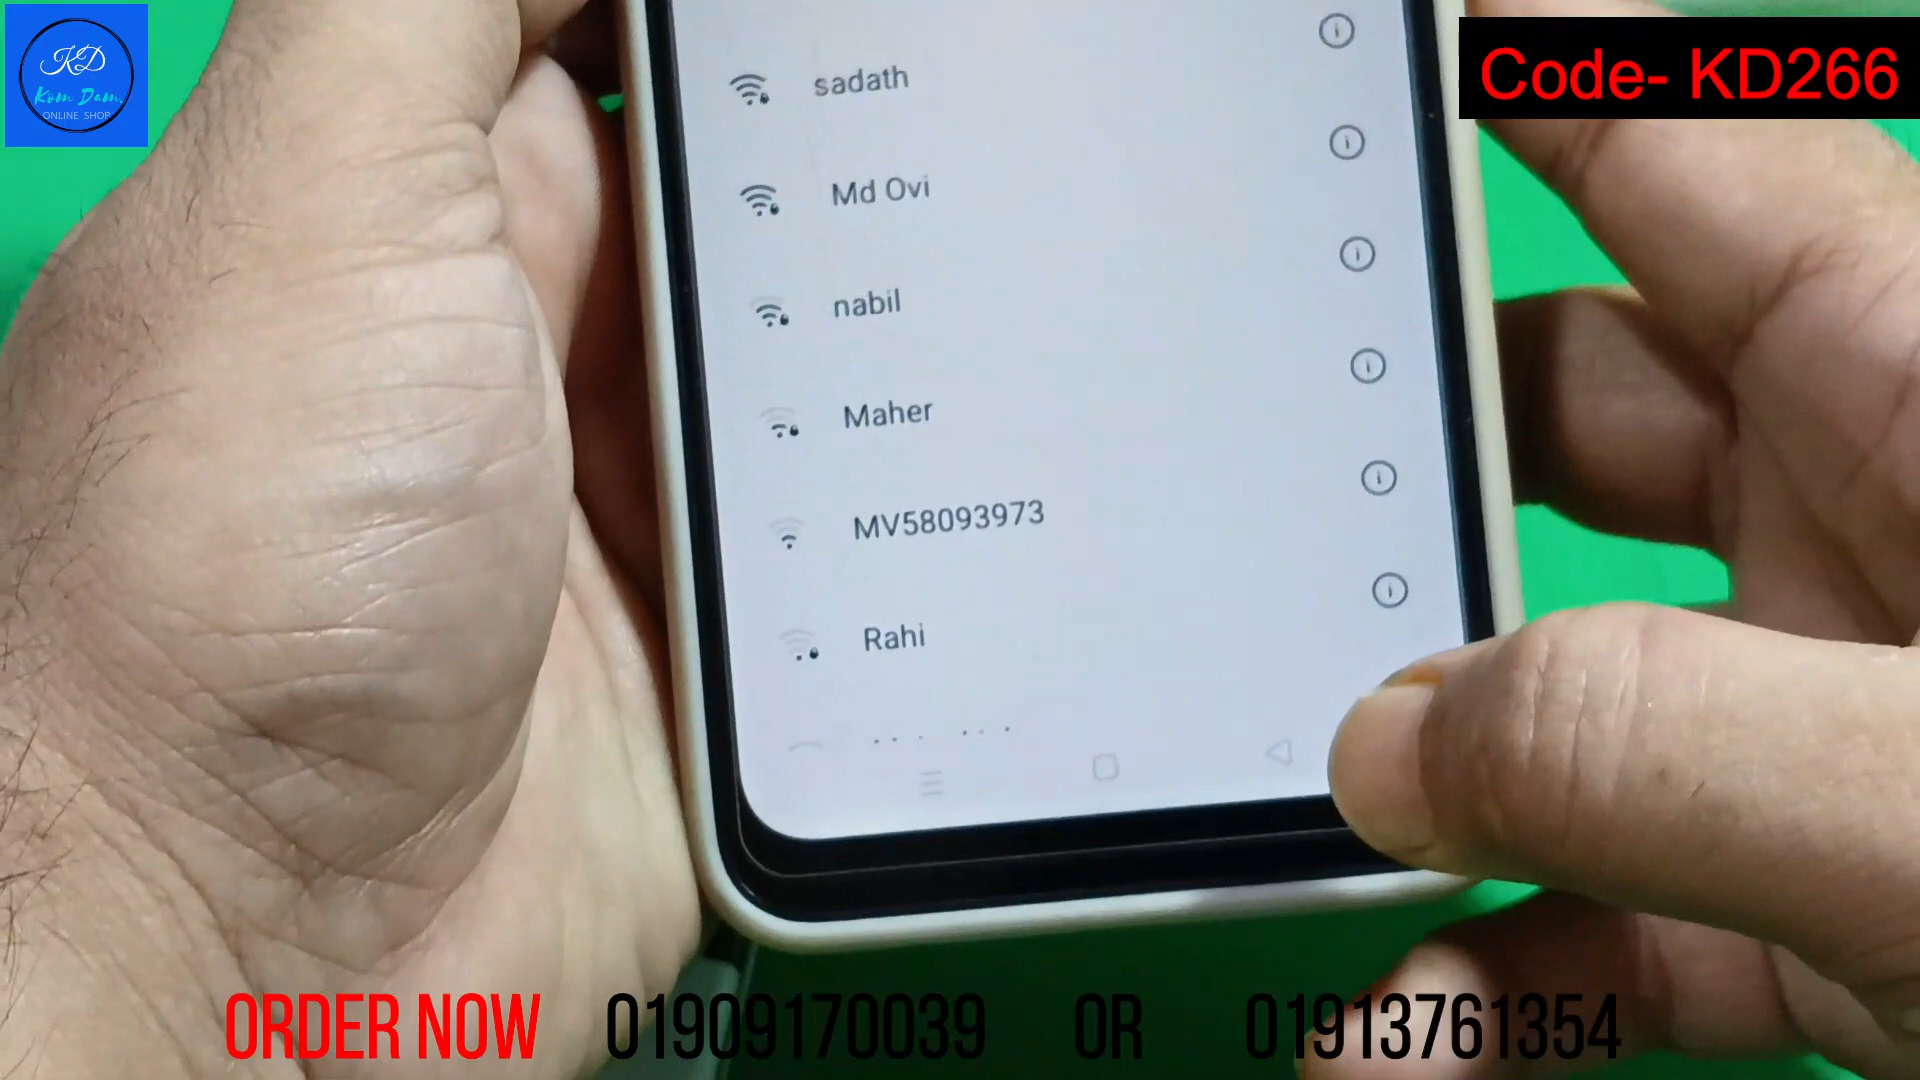 KD
Kom Dam.
ONLINE SHOP
Code- KD266
sadath
Md Ovi
nabil
Maher
MV58093973
Rahi
ORDER NOW 01909170039 OR 01913761354